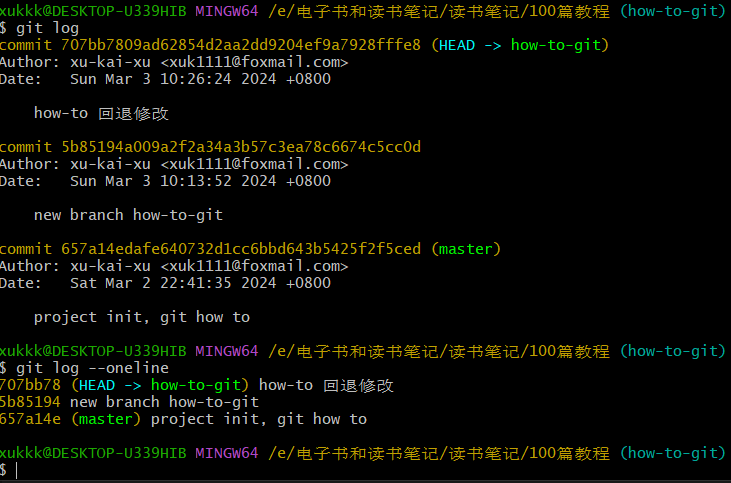 xukkk@DESKTOP-U339HIB MINGW64 /e/电子书和读书笔记/读书笔记/100篇教程 (how-to-git)
$ git log
commit 707bb7809ad62854d2aa2dd9204ef9a7928fffe8 (HEAD -> how-to-git)
Author: xu-kai-xu <xuk1111@foxmail.com>
Date:   Sun Mar 3 10:26:24 2024 +0800
    how-to 回退修改
commit 5b85194a009a2f2a34a3b57c3ea78c6674c5cc0d
Author: xu-kai-xu <xuk1111@foxmail.com>
Date:   Sun Mar 3 10:13:52 2024 +0800
    new branch how-to-git
commit 657a14edafe640732d1cc6bbd643b5425f2f5ced (master)
Author: xu-kai-xu <xuk1111@foxmail.com>
Date:   Sat Mar 2 22:41:35 2024 +0800
    project init, git how to
xukkk@DESKTOP-U339HIB MINGW64 /e/电子书和读书笔记/读书笔记/100篇教程 (how-to-git)
$ git log --oneline
707bb78 (HEAD -> how-to-git) how-to 回退修改
5b85194 new branch how-to-git
657a14e (master) project init, git how to
xukkk@DESKTOP-U339HIB MINGW64 /e/电子书和读书笔记/读书笔记/100篇教程 (how-to-git)
$